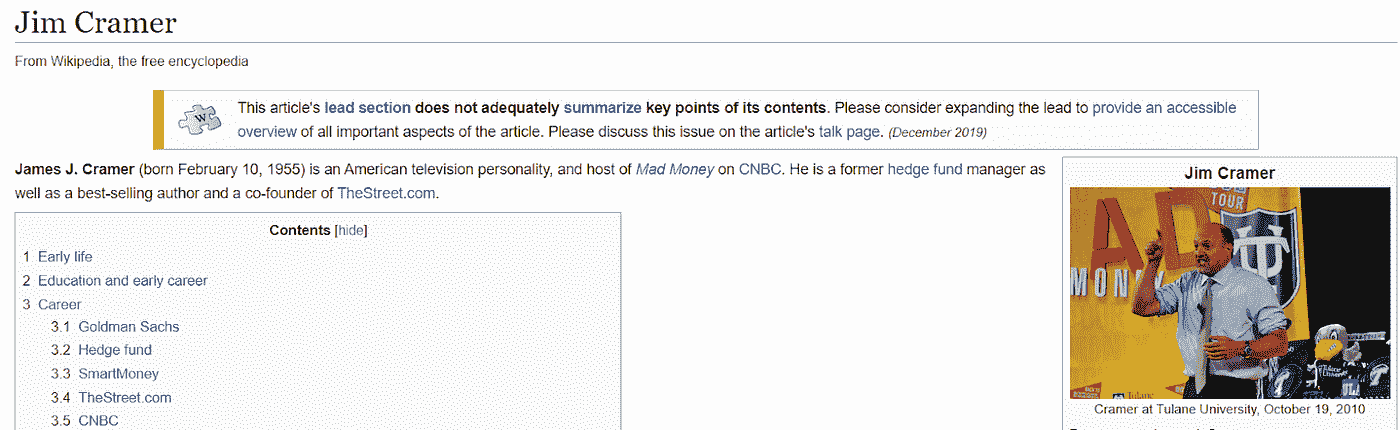 Jim Cramer
From Wikipedia, the free encyclopedia
This article's lead section does not adequately summarize key points of its contents. Please consider expanding the lead to provide an accessible
overview of all important aspects of the article. Please discuss this issue on the article's talk page. (December 2019)
W
James J. Cramer (born February 10, 1955) is an American television personality, and host of Mad Money on CNBC. He is a former hedge fund manager as
well as a best-selling author and a co-founder of TheStreet.com.
Contents [hide]
1 Early life
2 Education and early career
3 Career
3.1 Goldman Sachs
3.2 Hedge fund
3.3 SmartMoney
3.4 TheStreet.com
3.5 CNBC
Jim Cramer
TOUR
AD
MON
Tulane
Cramer at Tulane University, October 19, 2010